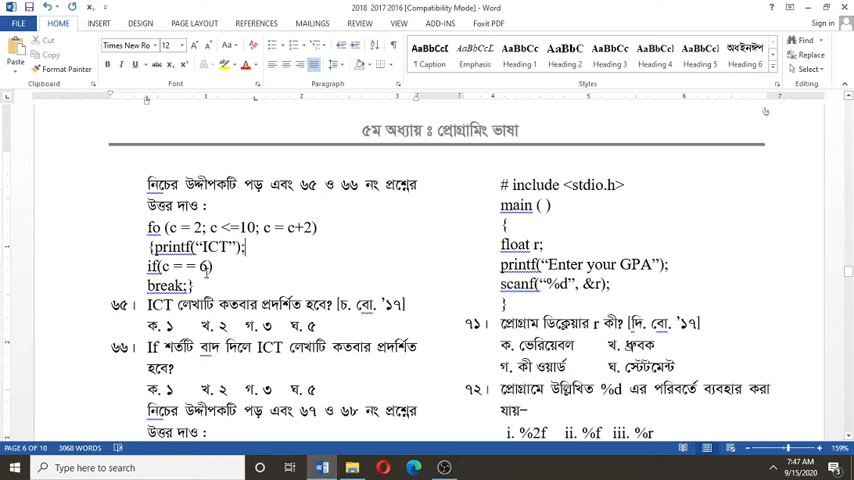 2018 2017 2016 [Compatibility Mode] - Word
FILE HOME INSERT DESIGN PAGE LAYOUT REFERENCES MAILINGS REVIEW VIEW ADD-INS Foxit PDF Sign in
Cut
Copy
Format Painter
Paste
Times New Ro 12
Clipboard Font Paragraph Styles Editing
AaBbCcL AaBbCcL AaBbCc AaBbC AaBbCc AaBbCc AaBbCc AaBbCc
¶ Caption Emphasis Heading 1 Heading 2 Heading 3 Heading 4 Heading 5 Heading 6
Find
Replace
Select
৬
৫ম অধ্যায় ঃ প্রোগ্রামিং ভাষা
নিচের উদ্দীপকটি পড় এবং ৬৫ ও ৬৬ নং প্রশ্নের
উত্তর দাও :
fo (c = 2; c <=10; c = c+2)
{printf(“ICT”);
if(c = = 6)
break;}
৬৫। ICT লেখাটি কতবার প্রদর্শিত হবে? [চ. বো. ’১৭]
ক. ১ খ. ২ গ. ৩ ঘ. ৫
৬৬। If শর্তটি বাদ দিলে ICT লেখাটি কতবার প্রদর্শিত
হবে?
ক. ১ খ. ২ গ. ৩ ঘ. ৫
নিচের উদ্দীপকটি পড় এবং ৬৭ ও ৬৮ নং প্রশ্নের
উত্তর দাও :
# include <stdio.h>
main ( )
{
float r;
printf(“Enter your GPA”);
scanf(“%d”, &r);
}
৭১। প্রোগ্রাম ডিক্লেয়ার r কী? [দি. বো. ’১৭]
ক. ভেরিয়েবল খ. ধ্রুবক
গ. কী ওয়ার্ড ঘ. স্টেটমেন্ট
৭২। প্রোগ্রামে উল্লিখিত %d এর পরিবর্তে ব্যবহার করা
যায়–
i. %2f ii. %f iii. %r
PAGE 6 OF 10 3068 WORDS 159%
Type here to search
7:47 AM
9/15/2020